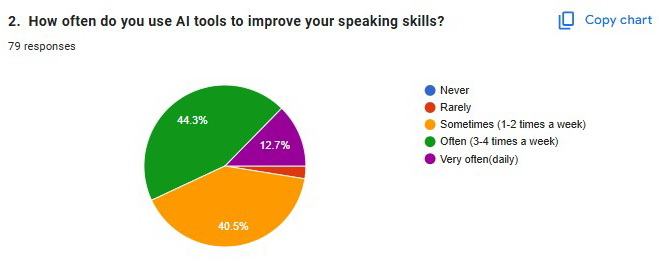 2. How often do you use AI tools to improve your speaking skills?
Copy chart
79 responses
Never
Rarely
Sometimes (1-2 times a week)
Often (3-4 times a week)
Very often(daily)
44.3%
12.7%
40.5%